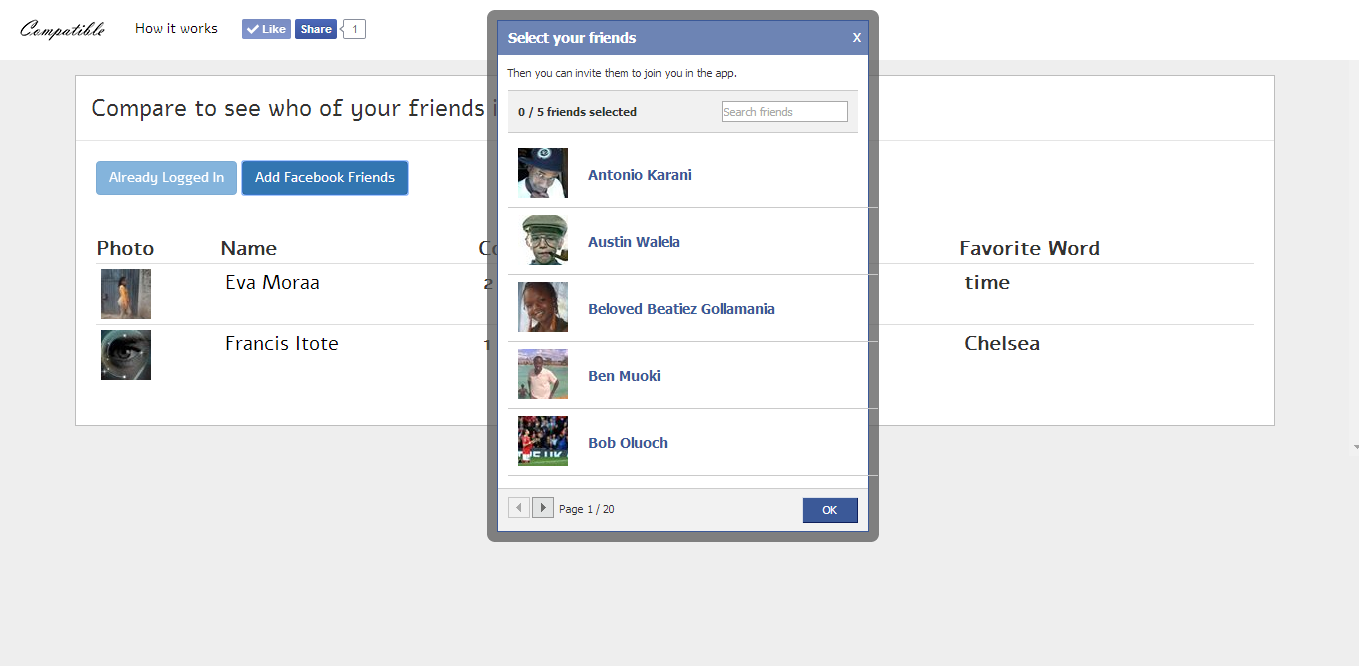 Compatible
How it works
Like
Share
1
Compare to see who of your friends i
Already Logged In
Add Facebook Friends
Photo
Name
Co
Favorite Word
Eva Moraa
2
time
Francis Itote
1
Chelsea
Select your friends
X
Then you can invite them to join you in the app.
0 / 5 friends selected
Search friends
Antonio Karani
Austin Walela
Beloved Beatiez Gollamania
Ben Muoki
Bob Oluoch
Page 1 / 20
OK